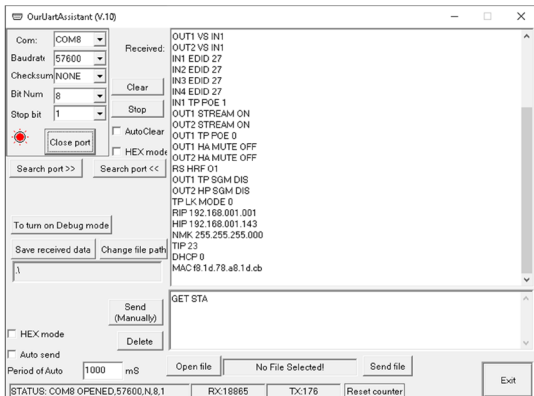 OurUartAssistant (V.10)
Com: COM8
Baudrate 57600
Checksum NONE
Bit Num 8
Stop bit 1
Close port
Received:
Clear
Stop
AutoClear
HEX mode
Search port >>
Search port <<
To turn on Debug mode
Save received data
Change file path
.\
OUT1 VS IN1
OUT2 VS IN1
IN1 EDID 27
IN2 EDID 27
IN3 EDID 27
IN4 EDID 27
IN1 TP POE 1
OUT1 STREAM ON
OUT2 STREAM ON
OUT1 TP POE 0
OUT1 HA MUTE OFF
OUT2 HA MUTE OFF
RS HRF O1
OUT1 TP SGM DIS
OUT2 HP SGM DIS
TP LK MODE 0
RIP 192.168.001.001
HIP 192.168.001.143
NMK 255.255.255.000
TIP 23
DHCP 0
MAC f8.1d.78.a8.1d.cb
Send
(Manually)
GET STA
HEX mode
Delete
Auto send
Period of Auto 1000 mS
Open file
No File Selected!
Send file
Exit
STATUS: COM8 OPENED,57600,N,8,1
RX:18865
TX:176
Reset counter